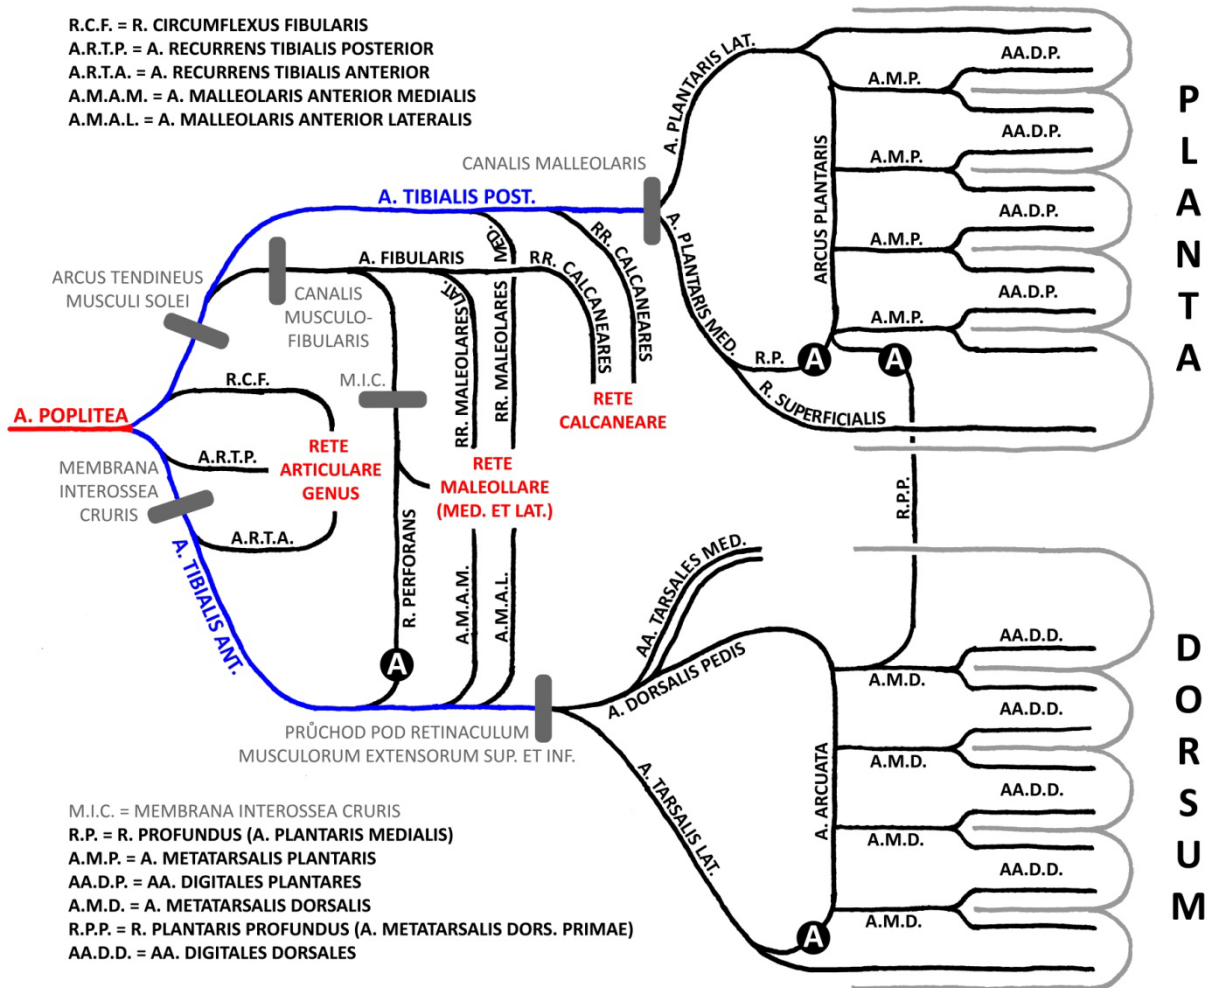 R.C.F. = R. CIRCUMFLEXUS FIBULARIS
A.R.T.P. = A. RECURRENS TIBIALIS POSTERIOR
A.R.T.A. = A. RECURRENS TIBIALIS ANTERIOR
A.M.A.M. = A. MALLEOLARIS ANTERIOR MEDIALIS
A.M.A.L. = A. MALLEOLARIS ANTERIOR LATERALIS
CANALIS MALLEOLARIS
A. TIBIALIS POST.
A. FIBULARIS
ARCUS TENDINEUS
MUSCULI SOLEI
CANALIS
MUSCULO-
FIBULARIS
RR. MALEOLARES LAT.
RR. MALEOLARES MED.
RR. CALCANEARES
RR. CALCANEARES
M.I.C.
R.C.F.
A. POPLITEA
A.R.T.P.
RETE
ARTICULARE
GENUS
MEMBRANA
INTEROSSEA
CRURIS
A.R.T.A.
A. TIBIALIS ANT.
R. PERFORANS
A
RETE
MALEOLLARE
(MED. ET LAT.)
RETE
CALCANEARE
A.M.A.M.
A.M.A.L.
PRŮCHOD POD RETINACULUM
MUSCULORUM EXTENSORUM SUP. ET INF.
A. PLANTARIS LAT.
A. PLANTARIS MED.
ARCUS PLANTARIS
AA.D.P.
A.M.P.
AA.D.P.
A.M.P.
AA.D.P.
A.M.P.
AA.D.P.
A.M.P.
R.P.
A
A
R. SUPERFICIALIS
R.P.P.
PLANTA
AA. TARSALES MED.
A. DORSALIS PEDIS
A. TARSALIS LAT.
A. ARCUATA
AA.D.D.
A.M.D.
AA.D.D.
A.M.D.
AA.D.D.
A.M.D.
AA.D.D.
A.M.D.
A
DORSUM
M.I.C. = MEMBRANA INTEROSSEA CRURIS
R.P. = R. PROFUNDUS (A. PLANTARIS MEDIALIS)
A.M.P. = A. METATARSALIS PLANTARIS
AA.D.P. = AA. DIGITALES PLANTARES
A.M.D. = A. METATARSALIS DORSALIS
R.P.P. = R. PLANTARIS PROFUNDUS (A. METATARSALIS DORS. PRIMAE)
AA.D.D. = AA. DIGITALES DORSALES